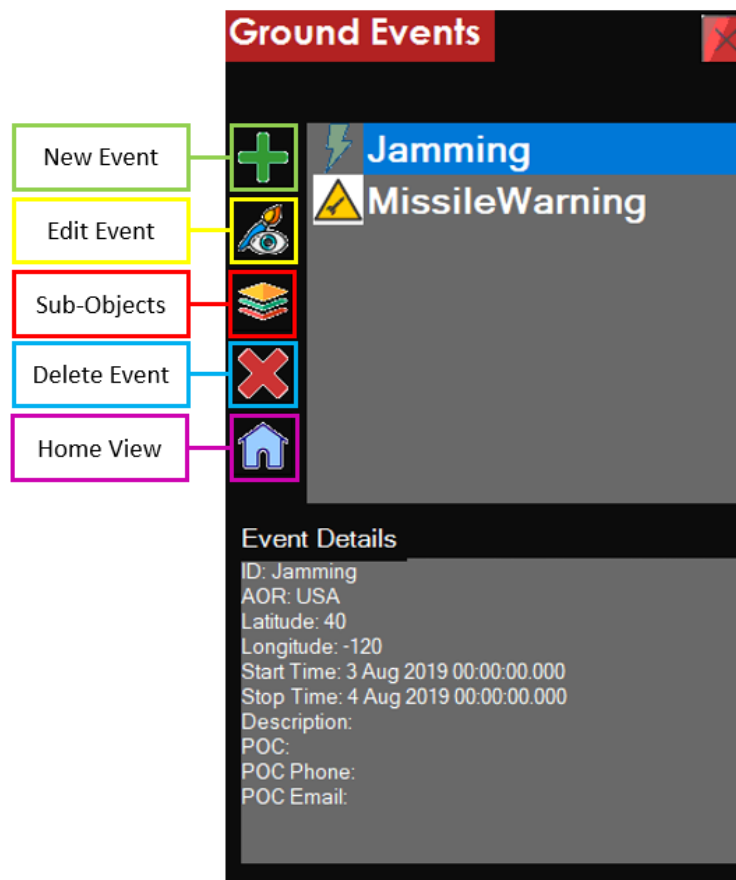 Ground Events
New Event
Jamming
MissileWarning
Edit Event
Sub-Objects
Delete Event
Home View
Event Details
ID: Jamming
AOR: USA
Latitude: 40
Longitude: -120
Start Time: 3 Aug 2019 00:00:00.000
Stop Time: 4 Aug 2019 00:00:00.000
Description:
POC:
POC Phone:
POC Email: